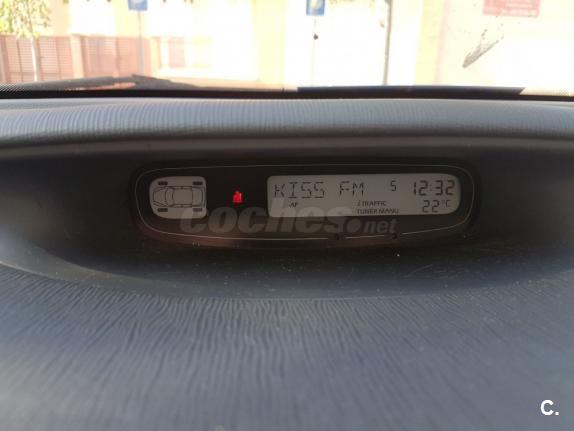 KISS FM 5 12:32
AF i TRAFFIC 22°C
TUNER MANU
coches.net
C.